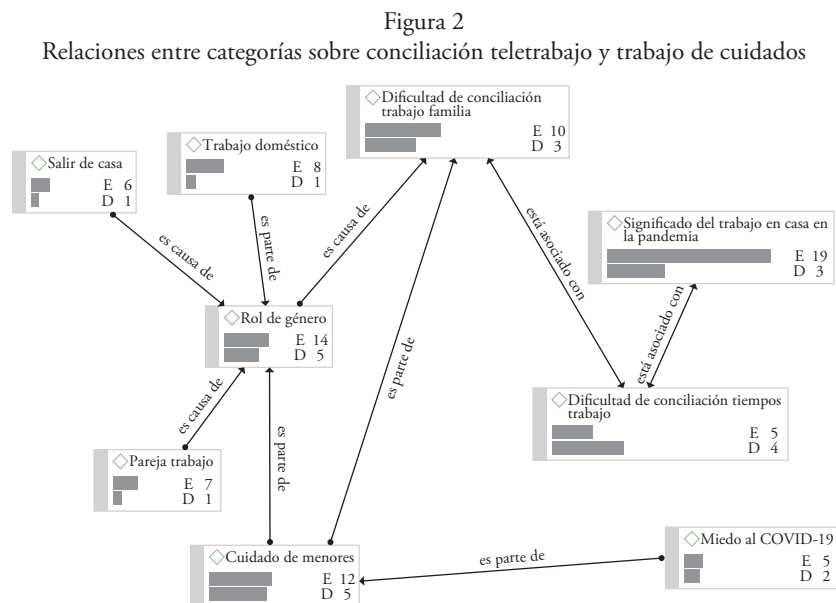 Figura 2
Relaciones entre categorías sobre conciliación teletrabajo y trabajo de cuidados
Dificultad de conciliación
trabajo familia
E 10
D 3
Trabajo doméstico
E 8
D 1
Salir de casa
E 6
D 1
Significado del trabajo en casa en
la pandemia
E 19
D 3
es causa de
es parte de
es causa de
está asociado con
está asociado con
Rol de género
E 14
D 5
es parte de
es causa de
Dificultad de conciliación tiempos
trabajo
E 5
D 4
Pareja trabajo
E 7
D 1
es parte de
Cuidado de menores
E 12
D 5
es parte de
Miedo al COVID-19
E 5
D 2